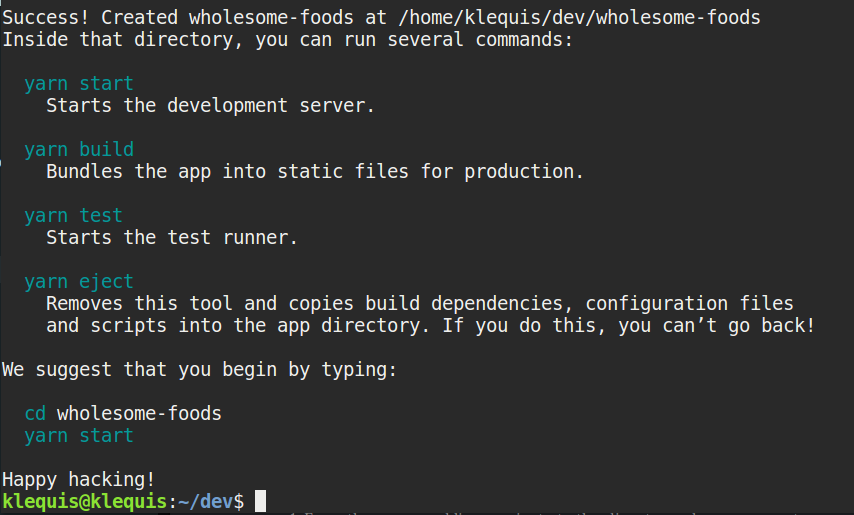 Success! Created wholesome-foods at /home/klequis/dev/wholesome-foods
Inside that directory, you can run several commands:
yarn start
Starts the development server.
yarn build
Bundles the app into static files for production.
yarn test
Starts the test runner.
yarn eject
Removes this tool and copies build dependencies, configuration files
and scripts into the app directory. If you do this, you can’t go back!
We suggest that you begin by typing:
cd wholesome-foods
yarn start
Happy hacking!
klequis@klequis:~/dev$